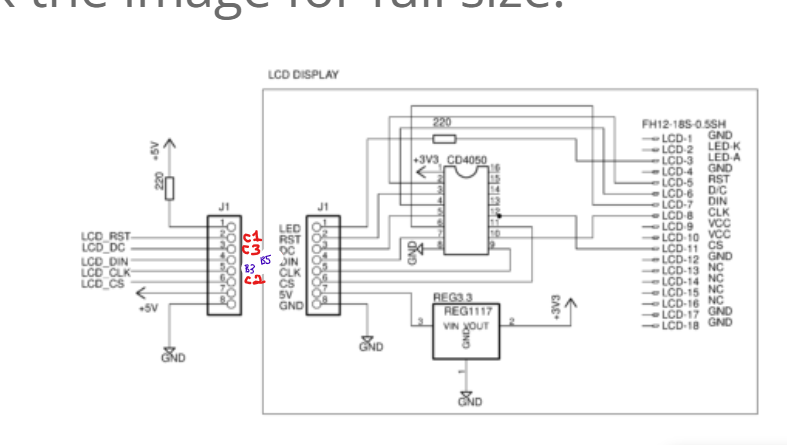 k the image for full size.
LCD DISPLAY
220
FH12-18S-0.5SH
LCD-1 GND
LCD-2 LED-K
LCD-3 LED-A
LCD-4 GND
LCD-5 RST
LCD-6 D/C
LCD-7 DIN
LCD-8 CLK
LCD-9 VCC
LCD-10 VCC
LCD-11 CS
LCD-12 GND
LCD-13 NC
LCD-14 NC
LCD-15 NC
LCD-16 NC
LCD-17 GND
LCD-18 GND
+3V3 CD4050
1 16
2 15
3 14
4 13
5 12
6 11
7 10
8 9
GND
+5V
220
J1
1
2
3
4
5
6
7
8
LCD_RST
LCD_DC
LCD_DIN
LCD_CLK
LCD_CS
+5V
GND
C1
C3
B5
B3
C2
J1
LED 1
RST 2
DC 3
DIN 4
CLK 5
CS 6
5V 7
GND 8
GND
REG3.3
REG1117
3 VIN VOUT 2
GND
1
GND
+3V3